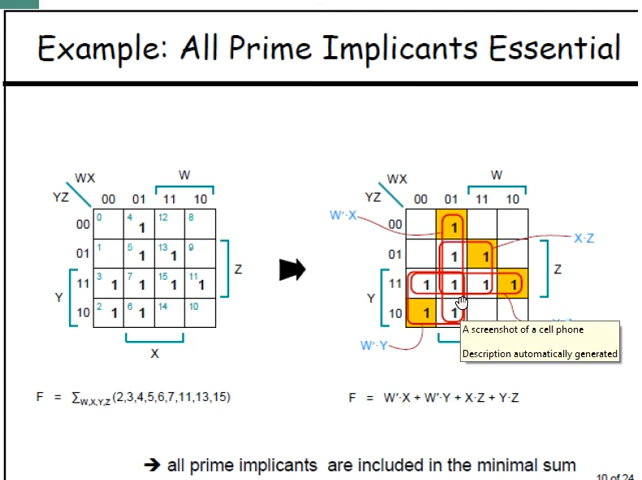 Example: All Prime Implicants Essential
WX W
YZ 00 01 11 10
00 0 4 1 12 8
01 1 5 1 13 1 9
11 3 1 7 1 15 1 11 1
10 2 1 6 1 14 10
Y
Z
X
WX W
YZ 00 01 11 10
W'·X
00 1
X·Z
01 1 1
11 1 1 1 1
10 1 1
Y
Z
W'·Y
A screenshot of a cell phone
Description automatically generated
F = ∑W,X,Y,Z (2,3,4,5,6,7,11,13,15)
F = W'·X + W'·Y + X·Z + Y·Z
➔ all prime implicants are included in the minimal sum
10 of 24